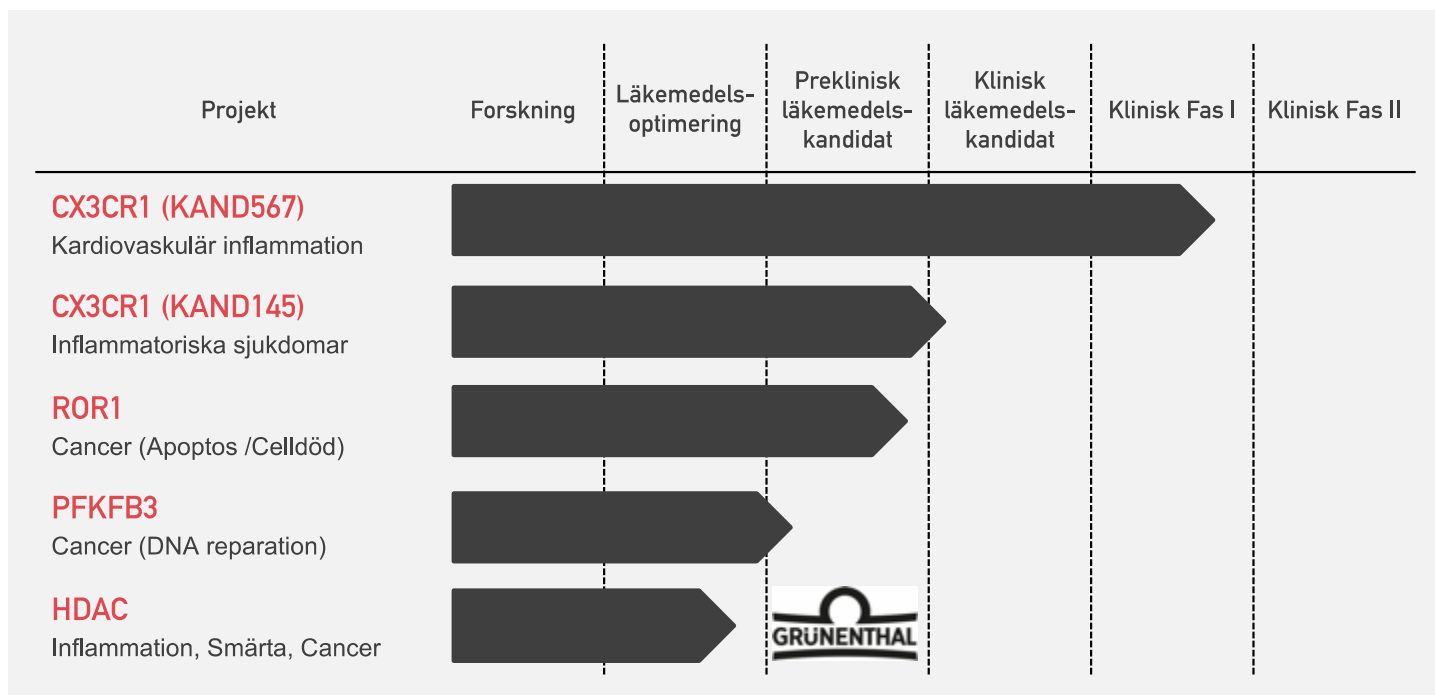 Projekt
Forskning
Läkemedels-
optimering
Preklinisk
läkemedels-
kandidat
Klinisk
läkemedels-
kandidat
Klinisk Fas I
Klinisk Fas II
CX3CR1 (KAND567)
Kardiovaskulär inflammation
CX3CR1 (KAND145)
Inflammatoriska sjukdomar
ROR1
Cancer (Apoptos /Celldöd)
PFKFB3
Cancer (DNA reparation)
HDAC
Inflammation, Smärta, Cancer
GRÜNENTHAL